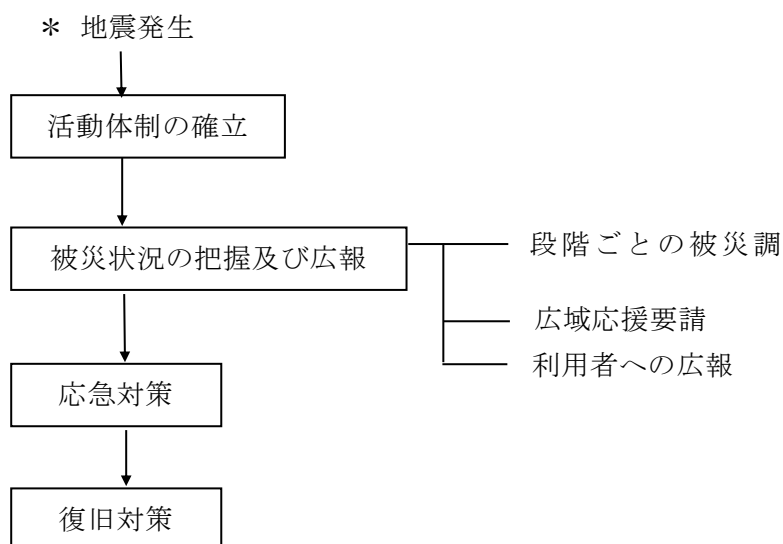 ＊ 地震発生
活動体制の確立
被災状況の把握及び広報
段階ごとの被災調
広域応援要請
利用者への広報
応急対策
復旧対策